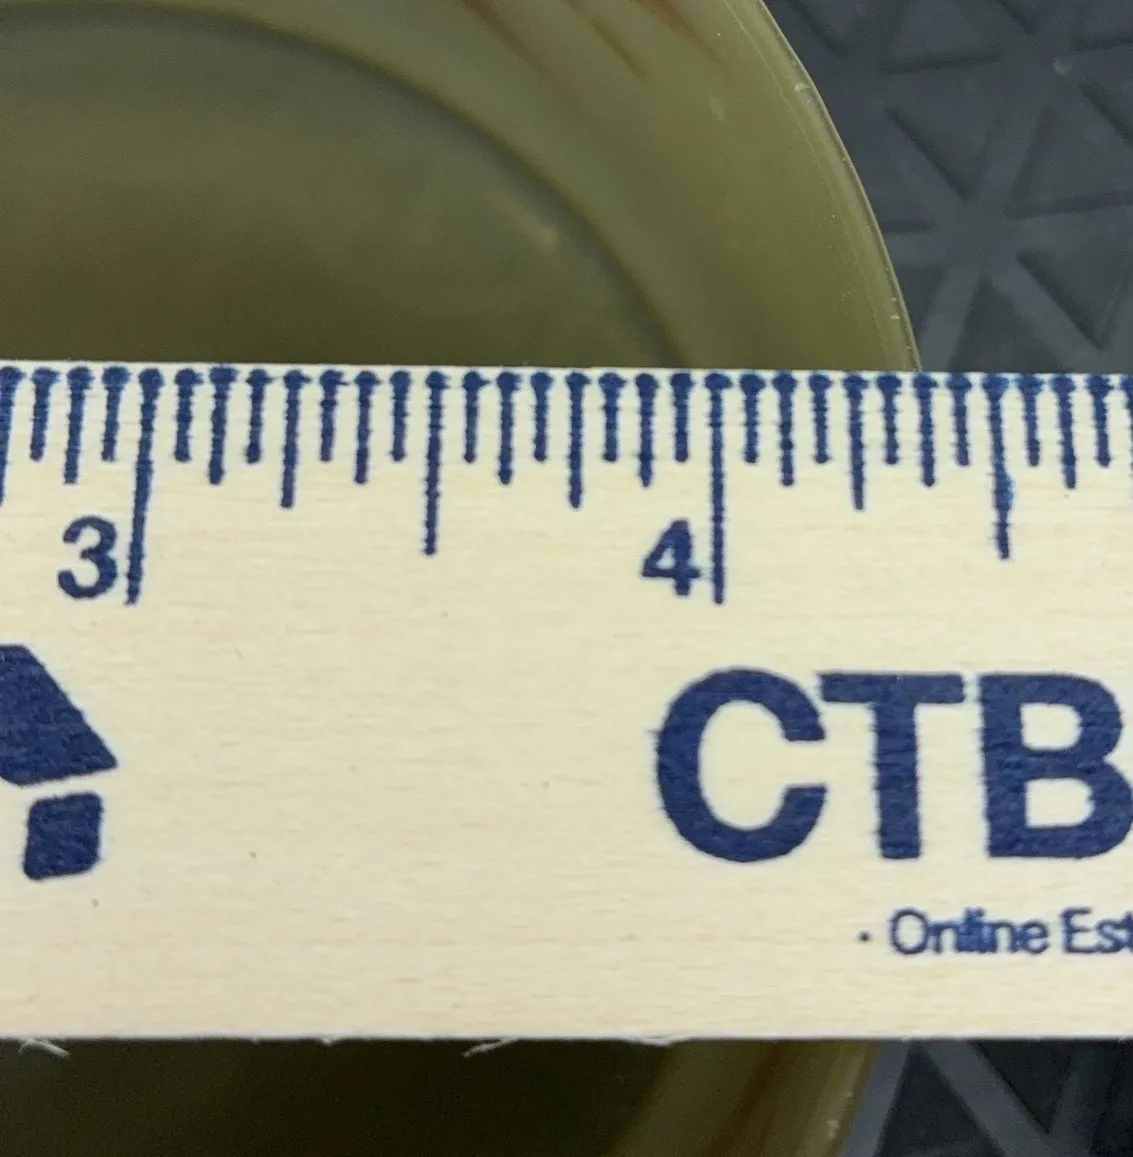 3 4
CTB
· Online Est